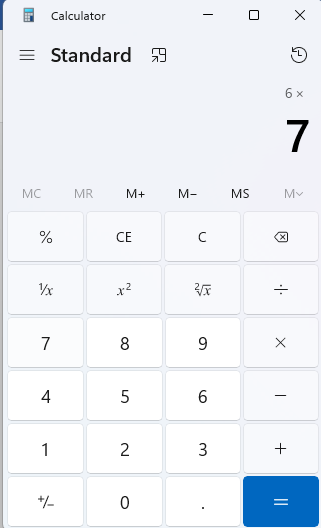 Calculator
Standard
6 ×
7
MC MR M+ M− MS M
% CE C
¹/x x² ²√x ÷
7 8 9 ×
4 5 6 −
1 2 3 +
+/− 0 . =